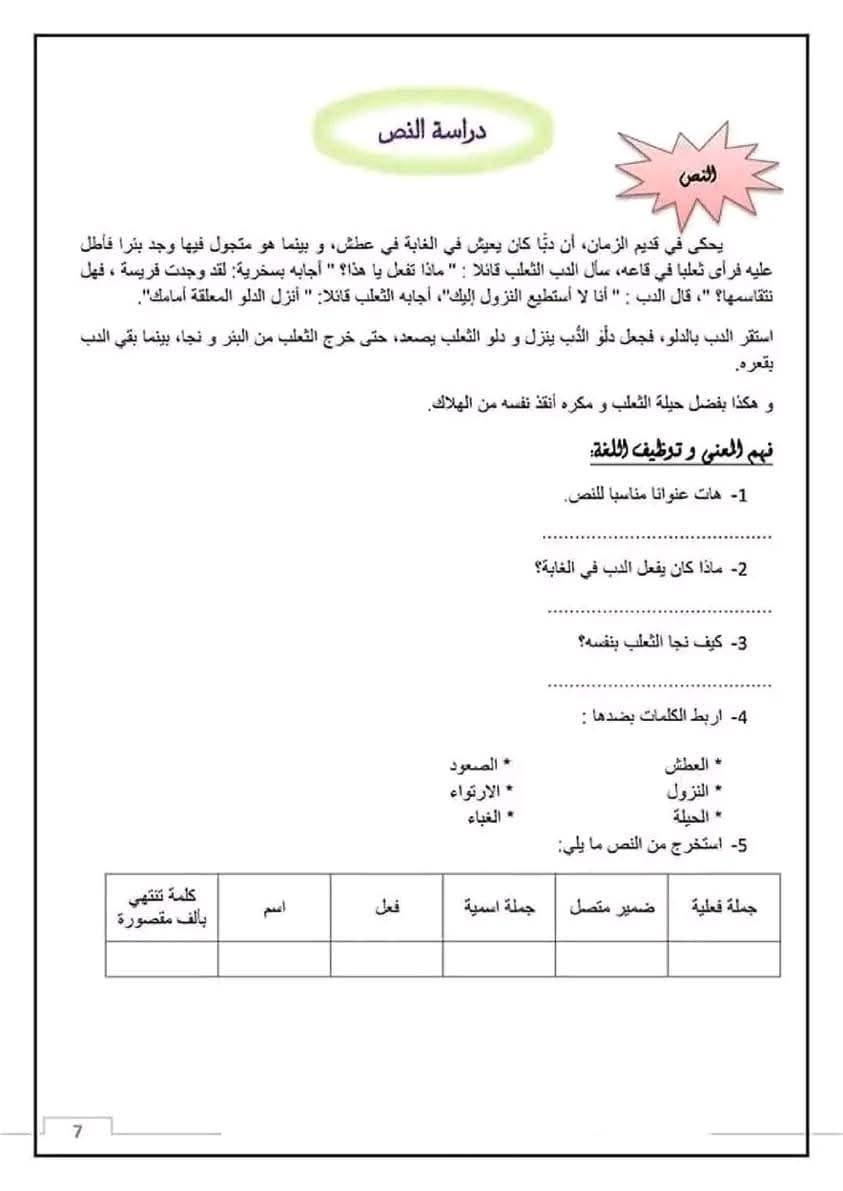 دراسة النص
النص
يحكى في قديم الزمان، أن دبًّا كان يعيش في الغابة في عطش، و بينما هو متجول فيها وجد بئرا فأطل
عليه فرأى ثعلبا في قاعه، سأل الدب الثعلب قائلا : " ماذا تفعل يا هذا؟ " أجابه بسخرية: لقد وجدت فريسة ، فهل
نتقاسمها؟ "، قال الدب : " أنا لا أستطيع النزول إليك"، أجابه الثعلب قائلا: " أنزل الدلو المعلقة أمامك".
استقر الدب بالدلو، فجعل دلْوُ الدُّب ينزل و دلو الثعلب يصعد، حتى خرج الثعلب من البئر و نجا، بينما بقي الدب
بقعره.
و هكذا بفضل حيلة الثعلب و مكره أنقذ نفسه من الهلاك.
فهم المعنى و توظيف اللغة:
1- هات عنوانا مناسبا للنص.
..........................................
2- ماذا كان يفعل الدب في الغابة؟
.........................................
3- كيف نجا الثعلب بنفسه؟
.........................................
4- اربط الكلمات بضدها :
* العطش * الصعود
* النزول * الارتواء
* الحيلة * الغباء
5- استخرج من النص ما يلي:
جملة فعلية ضمير متصل جملة اسمية فعل اسم كلمة تنتهي بألف مقصورة
7